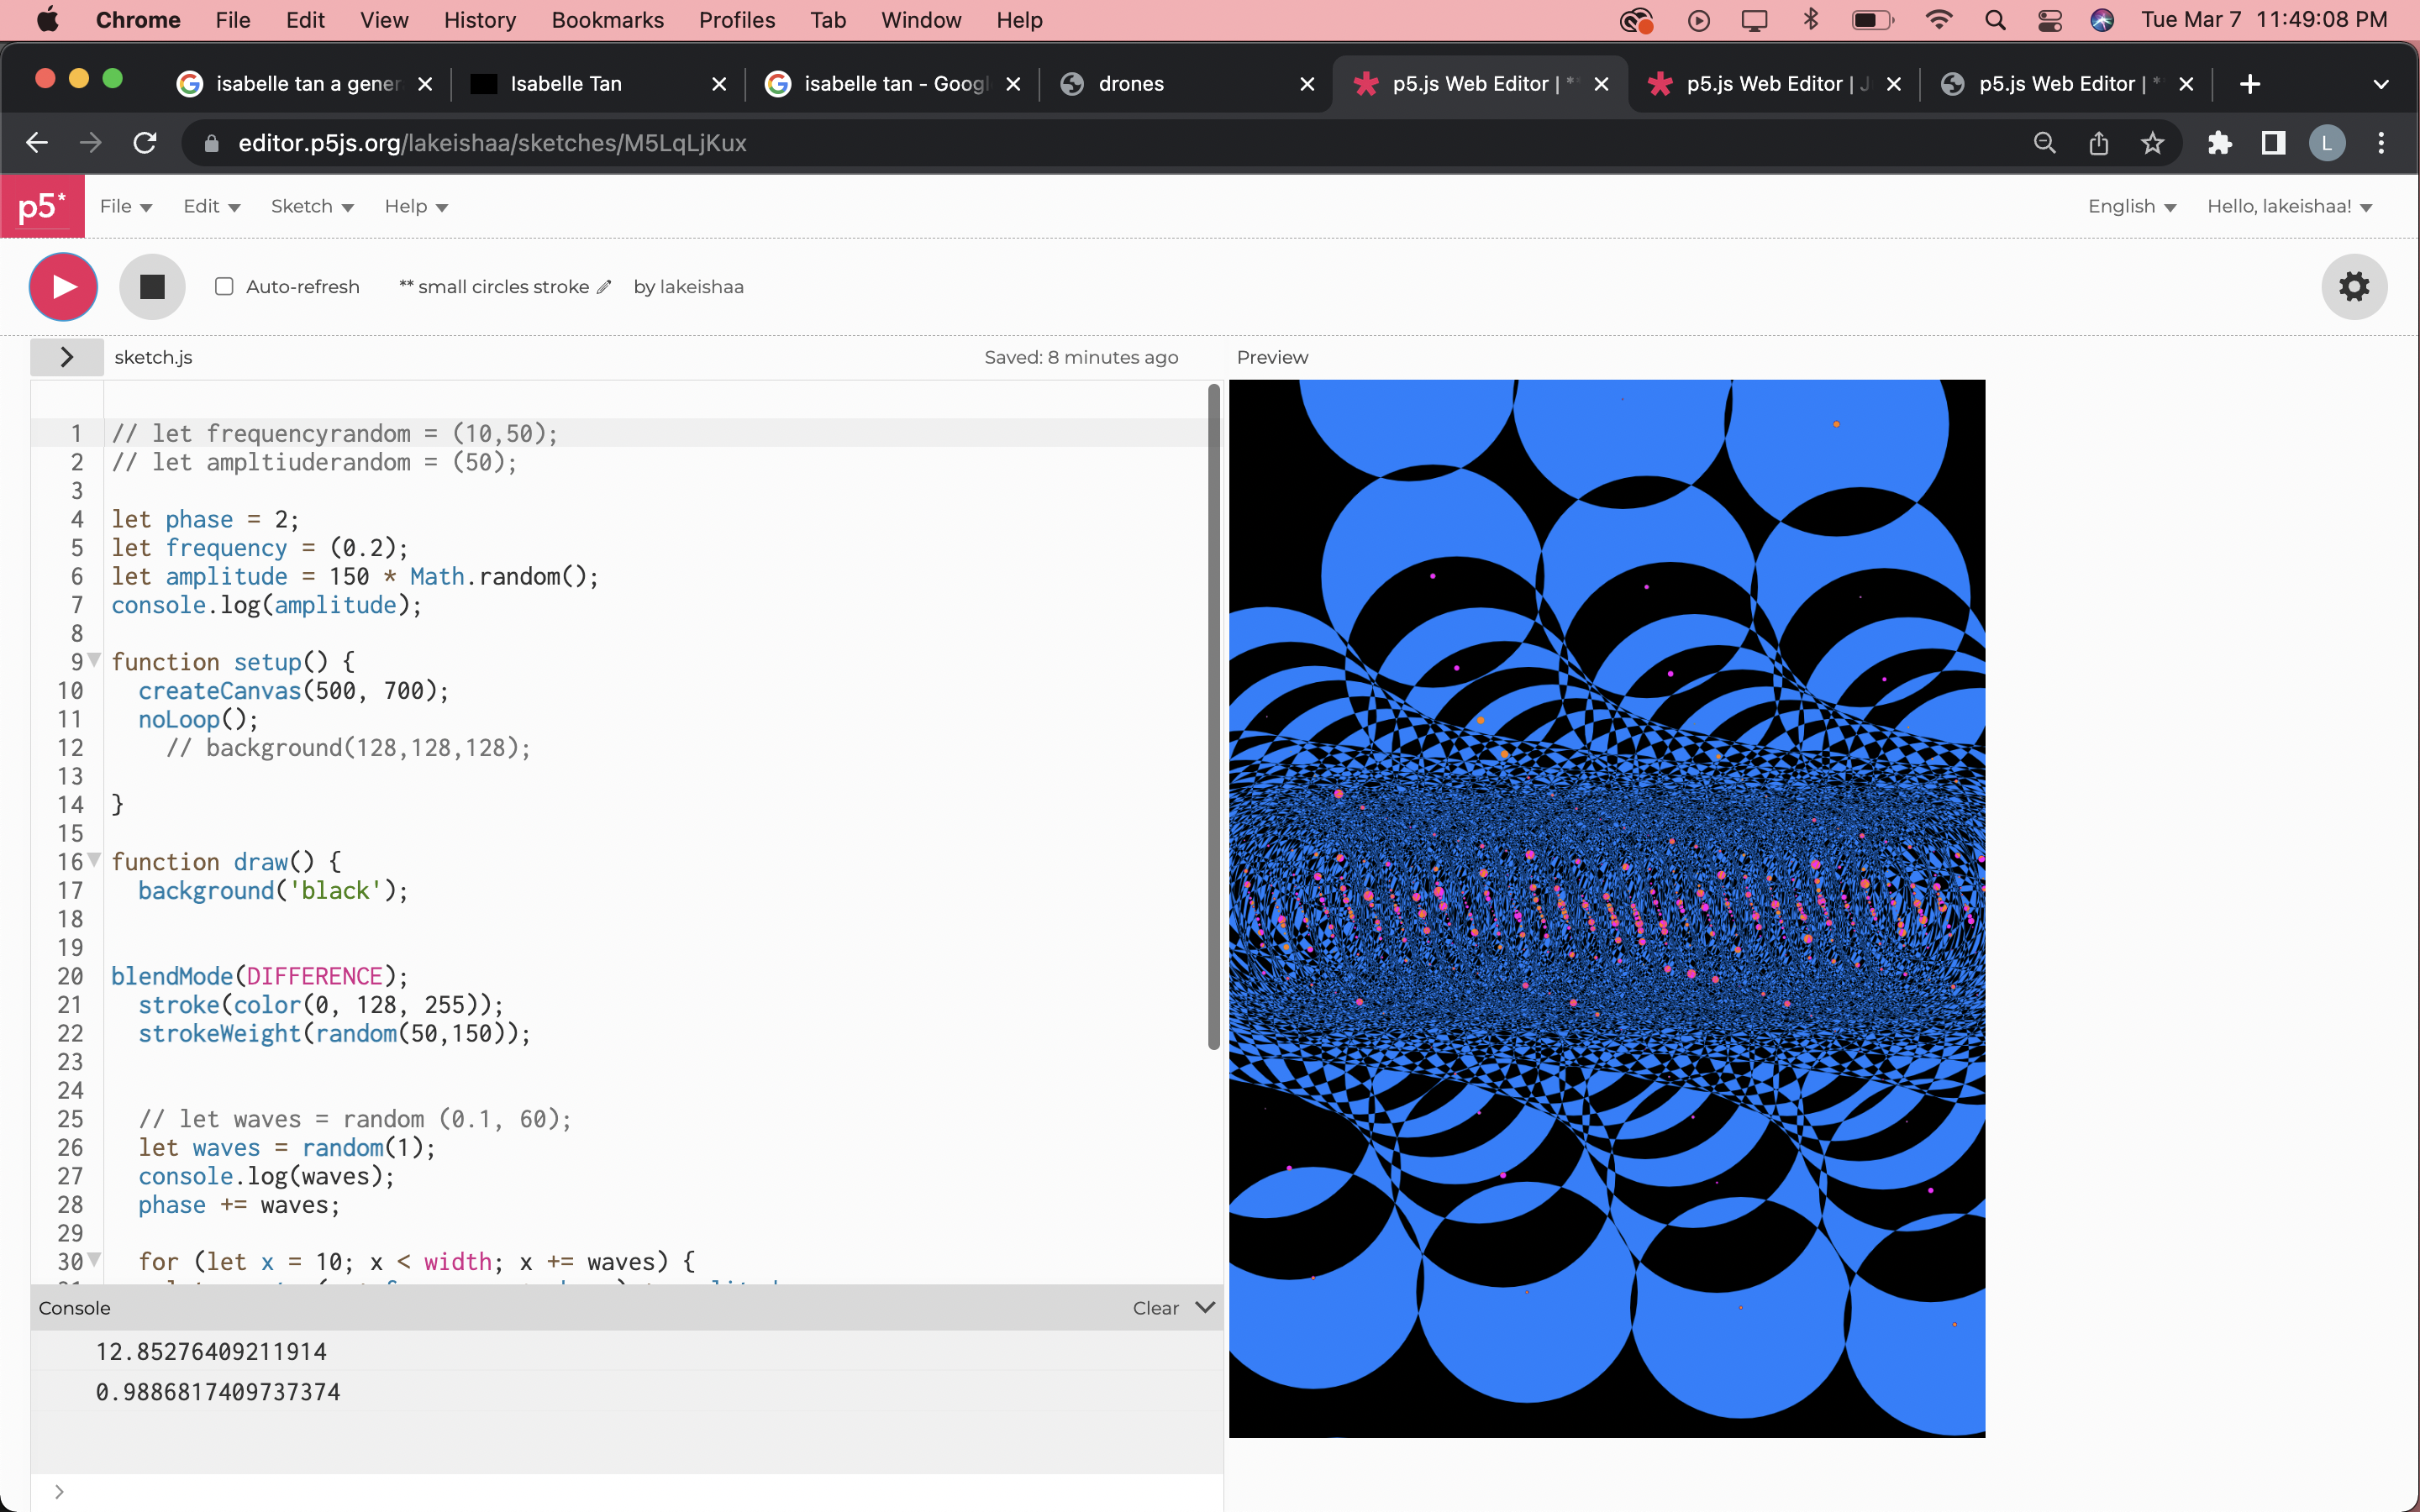 Chrome File Edit View History Bookmarks Profiles Tab Window Help Tue Mar 7 11:49:08 PM
isabelle tan a gener Isabelle Tan isabelle tan - Googl drones p5.js Web Editor | * p5.js Web Editor | J p5.js Web Editor | *
editor.p5js.org/lakeishaa/sketches/M5LqLjKux L
p5* File Edit Sketch Help English Hello, lakeishaa!
Auto-refresh ** small circles stroke by lakeishaa
sketch.js Saved: 8 minutes ago Preview
1 // let frequencyrandom = (10,50);
2 // let ampltiuderandom = (50);
3
4 let phase = 2;
5 let frequency = (0.2);
6 let amplitude = 150 * Math.random();
7 console.log(amplitude);
8
9 function setup() {
10 createCanvas(500, 700);
11 noLoop();
12 // background(128,128,128);
13
14 }
15
16 function draw() {
17 background('black');
18
19
20 blendMode(DIFFERENCE);
21 stroke(color(0, 128, 255));
22 strokeWeight(random(50,150));
23
24
25 // let waves = random (0.1, 60);
26 let waves = random(1);
27 console.log(waves);
28 phase += waves;
29
30 for (let x = 10; x < width; x += waves) {
Console Clear
12.85276409211914
0.9886817409737374